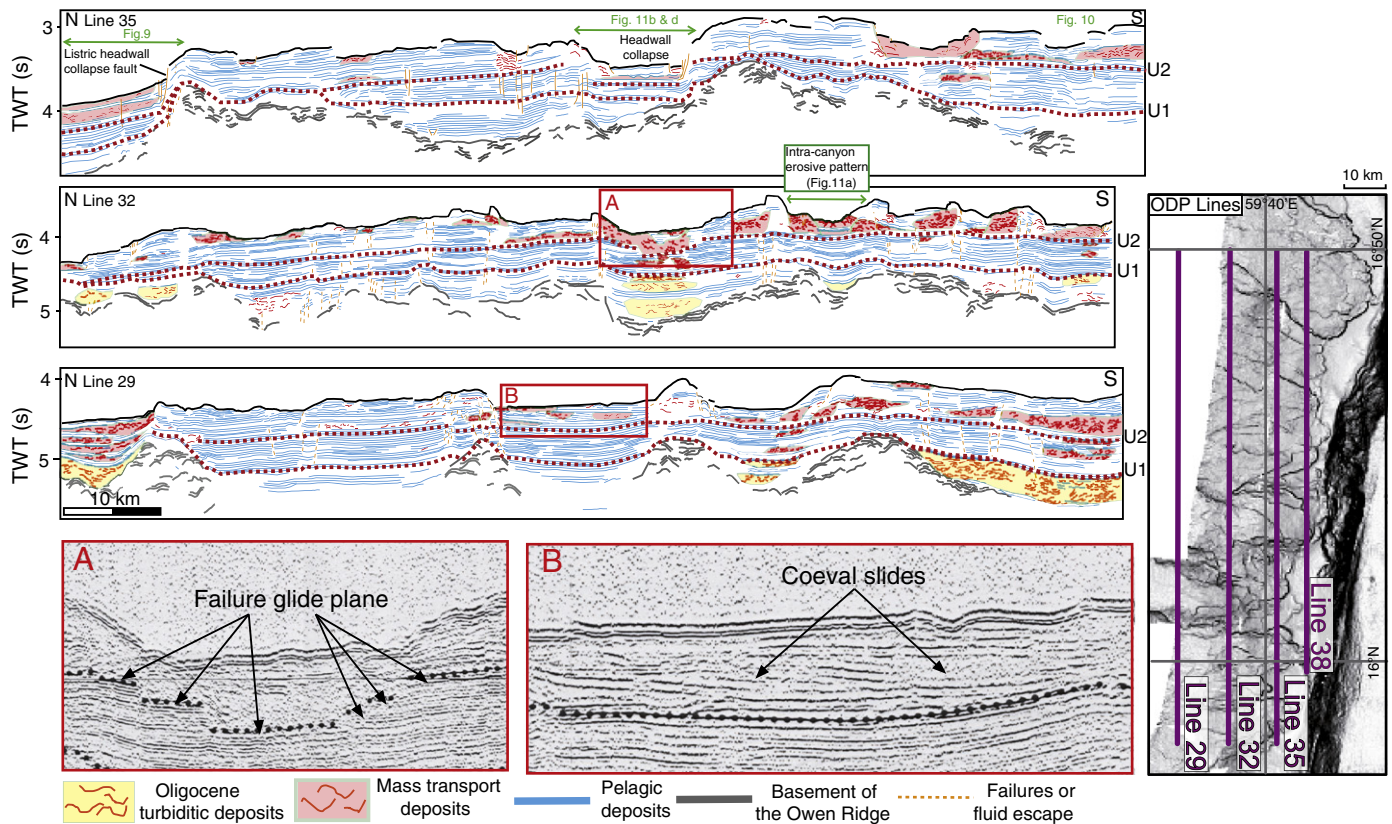 N Line 35
Fig.9
Fig. 11b & d
Fig. 10
S
3
4
TWT (s)
Listric headwall
collapse fault
Headwall
collapse
U2
U1
Intra-canyon
erosive pattern
(Fig.11a)
N Line 32
A
S
4
5
TWT (s)
U2
U1
N Line 29
B
S
4
5
TWT (s)
U2
U1
10 km
A
Failure glide plane
B
Coeval slides
10 km
ODP Lines
59°40'E
16°50'N
16°N
Line 29
Line 32
Line 35
Line 38
Oligocene
turbiditic deposits
Mass transport
deposits
Pelagic
deposits
Basement of
the Owen Ridge
Failures or
fluid escape